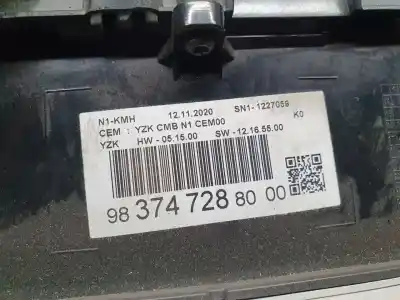 N1-KMH 12.11.2020 SN1- 1227059
CEM : YZK CMB N1 CEM00 K0
YZK HW - 05.15.00 SW - 12.16.55.00
98 374 728 80 00